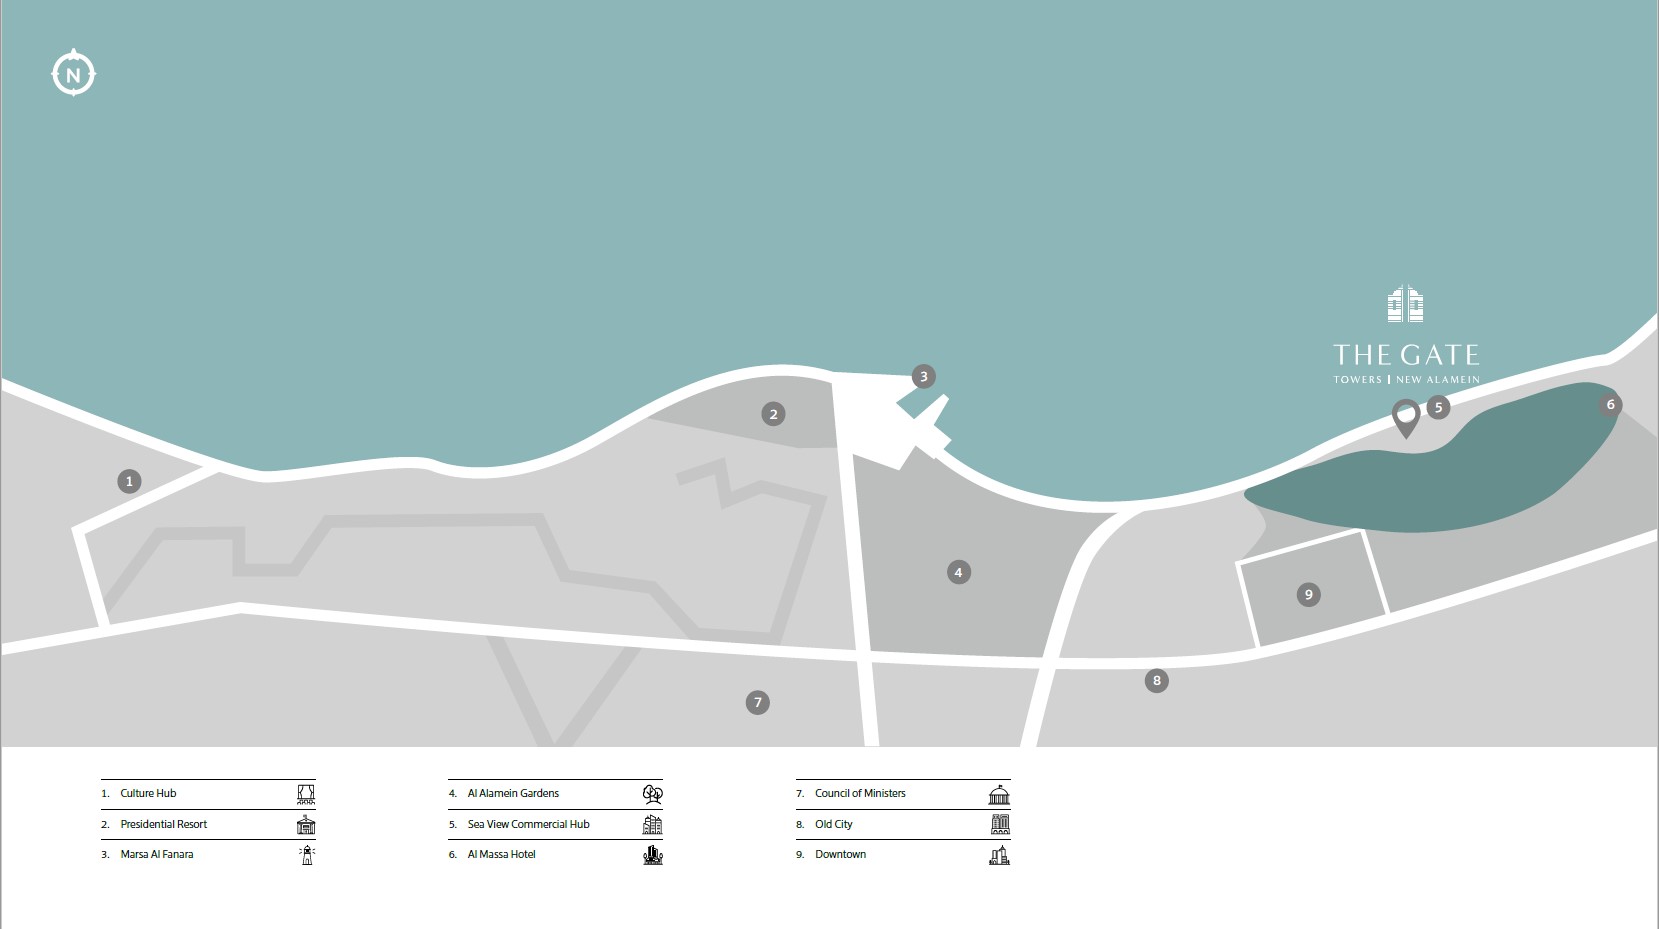 N
THE GATE
TOWERS | NEW ALAMEIN
3
5
6
2
1
4
9
8
7
1. Culture Hub
2. Presidential Resort
3. Marsa Al Fanara
4. Al Alamein Gardens
5. Sea View Commercial Hub
6. Al Massa Hotel
7. Council of Ministers
8. Old City
9. Downtown